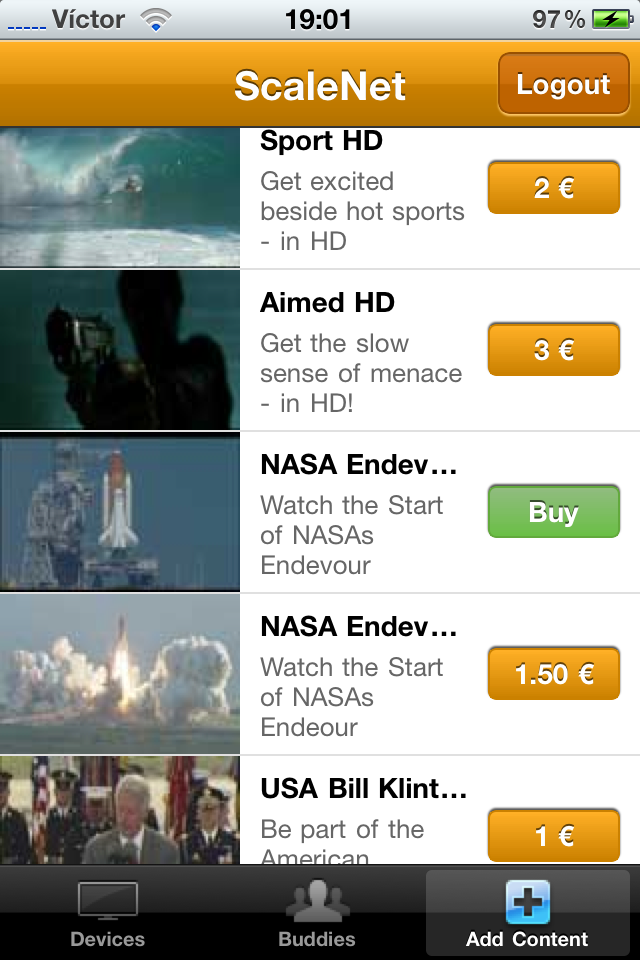 Víctor 19:01 97%
ScaleNet Logout
Sport HD
Get excited
beside hot sports
- in HD
2 €
Aimed HD
Get the slow
sense of menace
- in HD!
3 €
NASA Endev...
Watch the Start
of NASAs
Endevour
Buy
NASA Endev...
Watch the Start
of NASAs
Endeour
1.50 €
USA Bill Klint...
Be part of the
American
1 €
Devices Buddies Add Content